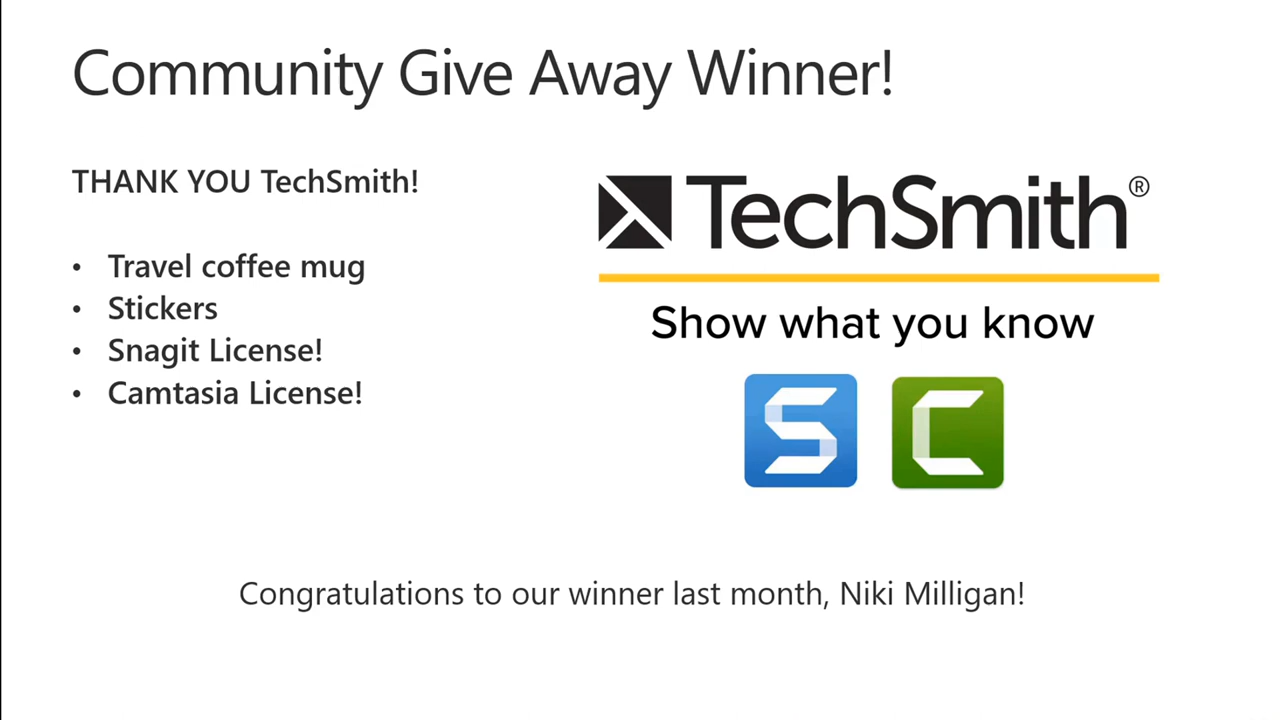 Community Give Away Winner!
THANK YOU TechSmith!
• Travel coffee mug
• Stickers
• Snagit License!
• Camtasia License!
TechSmith®
Show what you know
S C
Congratulations to our winner last month, Niki Milligan!